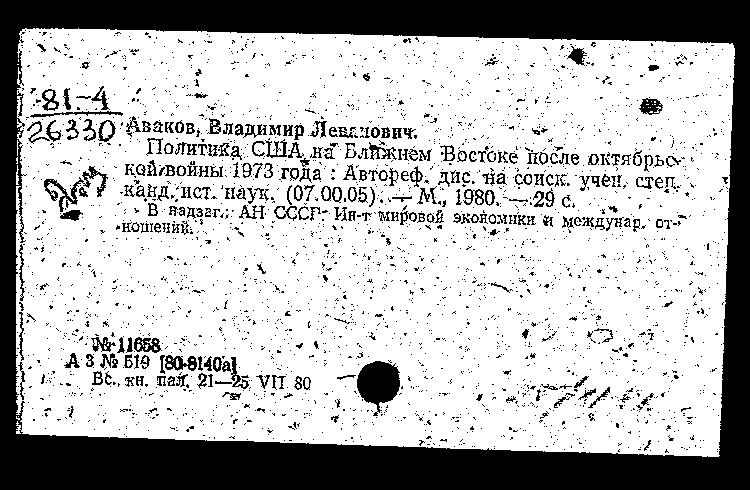 81-4
26330
Аваков, Владимир Левалович.
Политика США на Ближнем Востоке после октябрьс-
кой войны 1973 года : Автореф. дис. на соиск. учен. степ.
канд. ист. наук. (07.00.05). — М., 1980. — 29 с.
В надзаг.: АН СССР. Ин-т мировой экономики и междунар. от-
ношений.
№ 11658
А 3 № 519 [80-8140а]
Вс. кн. пал. 21—25 VII 80